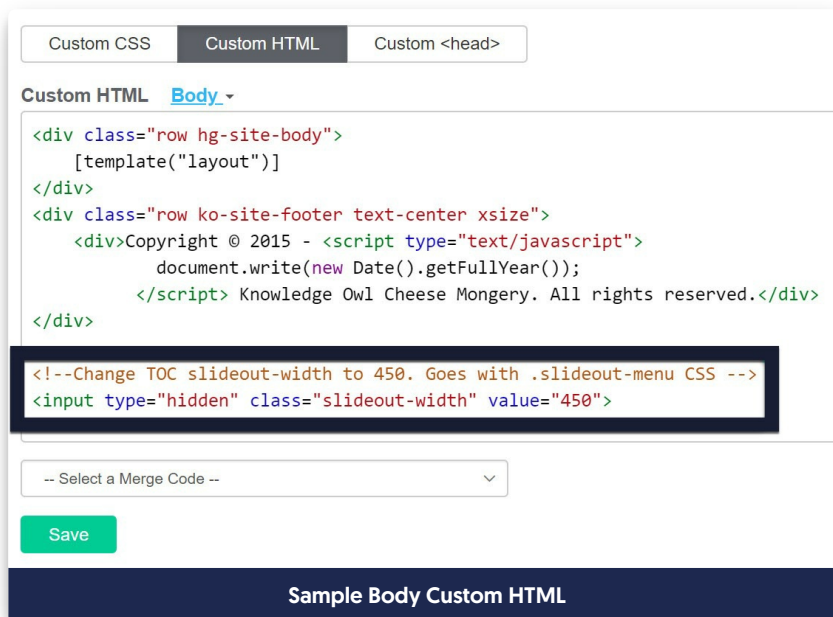 Custom CSS Custom HTML Custom <head>
Custom HTML Body
<div class="row hg-site-body">
[template("layout")]
</div>
<div class="row ko-site-footer text-center xsize">
<div>Copyright © 2015 - <script type="text/javascript">
document.write(new Date().getFullYear());
</script> Knowledge Owl Cheese Mongery. All rights reserved.</div>
</div>
<!--Change TOC slideout-width to 450. Goes with .slideout-menu CSS -->
<input type="hidden" class="slideout-width" value="450">
-- Select a Merge Code --
Save
Sample Body Custom HTML